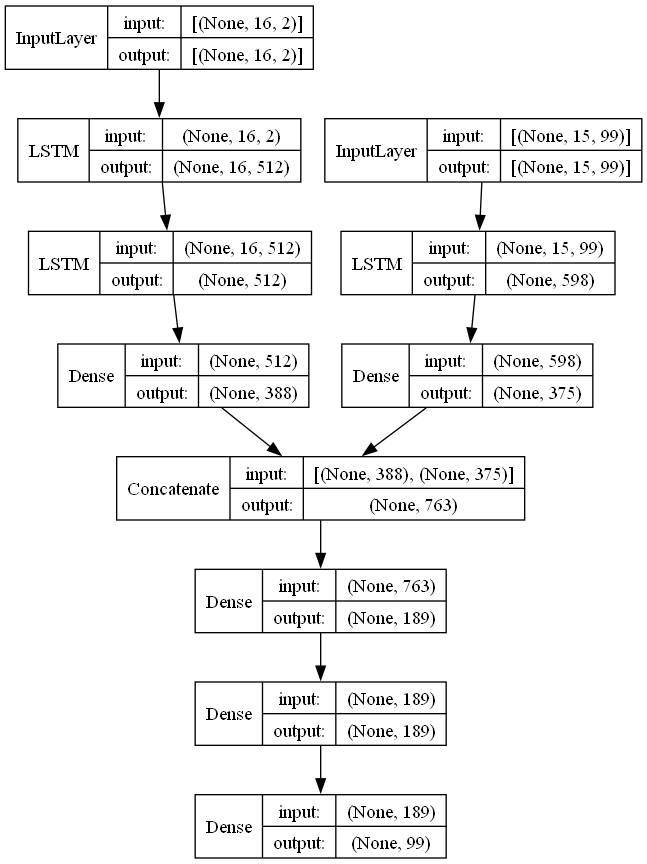 InputLayer
input: [(None, 16, 2)]
output: [(None, 16, 2)]
LSTM
input: (None, 16, 2)
output: (None, 16, 512)
InputLayer
input: [(None, 15, 99)]
output: [(None, 15, 99)]
LSTM
input: (None, 16, 512)
output: (None, 512)
LSTM
input: (None, 15, 99)
output: (None, 598)
Dense
input: (None, 512)
output: (None, 388)
Dense
input: (None, 598)
output: (None, 375)
Concatenate
input: [(None, 388), (None, 375)]
output: (None, 763)
Dense
input: (None, 763)
output: (None, 189)
Dense
input: (None, 189)
output: (None, 189)
Dense
input: (None, 189)
output: (None, 99)